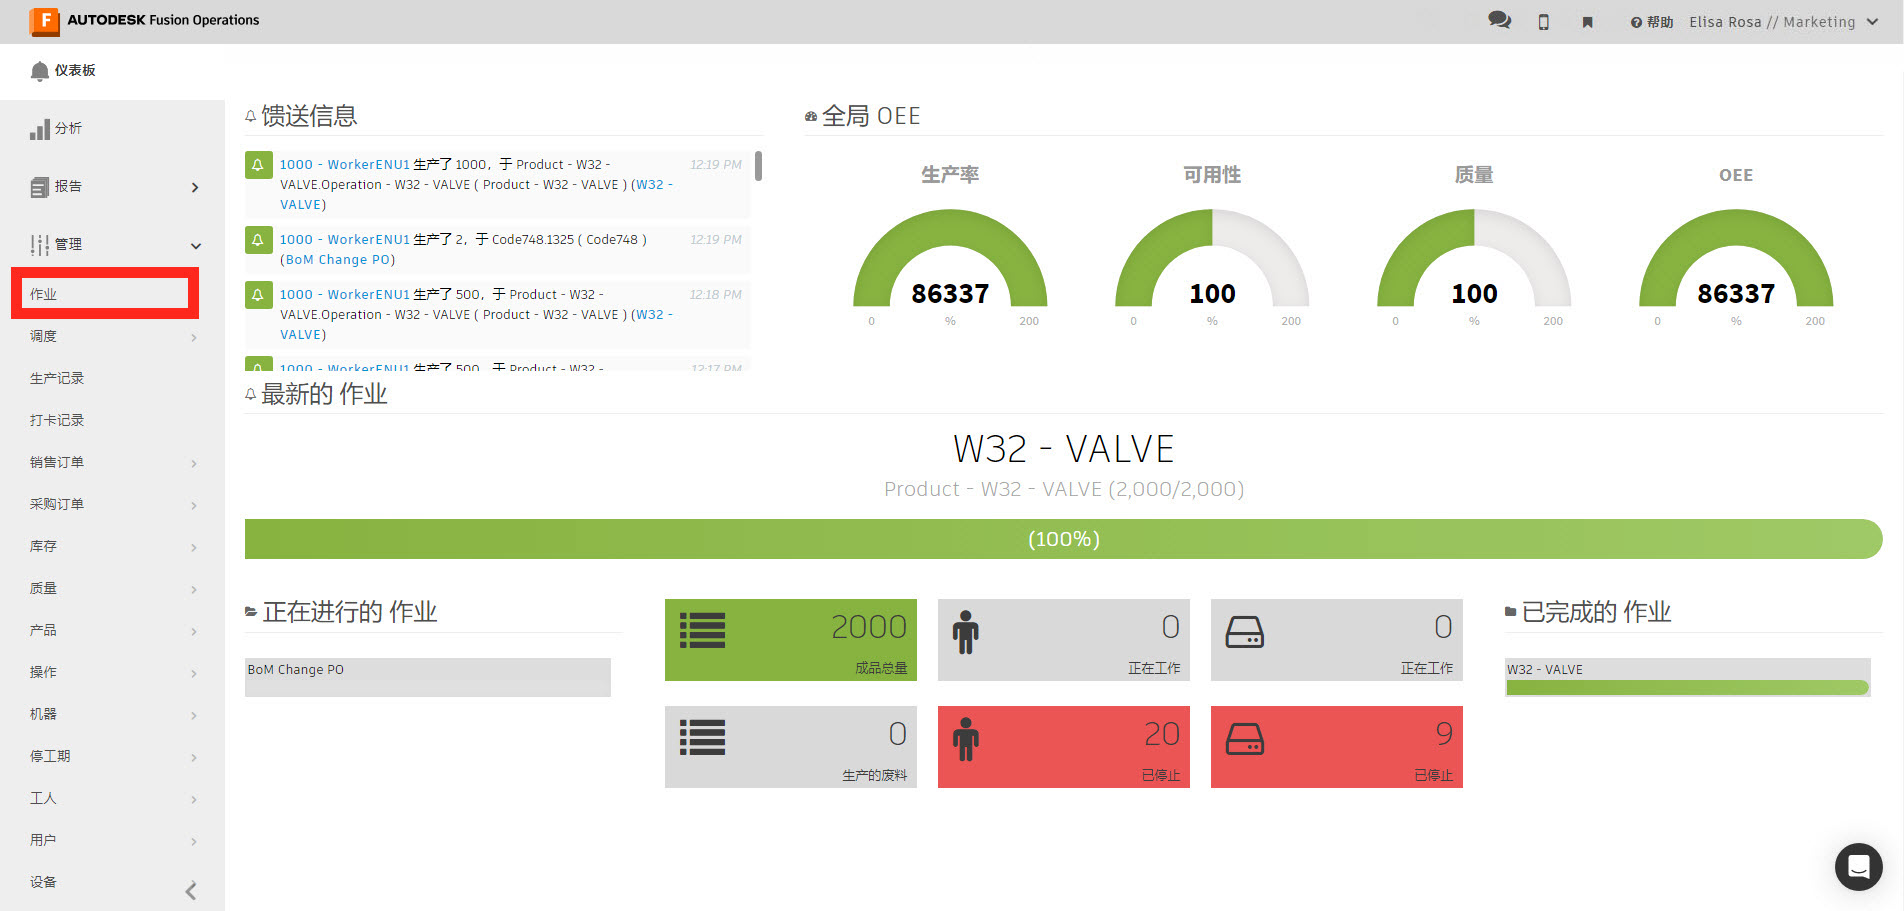 AUTODESK Fusion Operations
帮助
Elisa Rosa // Marketing
仪表板
分析
报告
管理
作业
调度
生产记录
打卡记录
销售订单
采购订单
库存
质量
产品
操作
机器
停工期
工人
用户
设备
馈送信息
1000 - WorkerENU1 生产了 1000，于 Product - W32 - 12:19 PM
VALVE.Operation - W32 - VALVE ( Product - W32 - VALVE ) (W32 -
VALVE)
1000 - WorkerENU1 生产了 2，于 Code748.1325 ( Code748 ) 12:19 PM
(BoM Change PO)
1000 - WorkerENU1 生产了 500，于 Product - W32 - 12:18 PM
VALVE.Operation - W32 - VALVE ( Product - W32 - VALVE ) (W32 -
VALVE)
1000 - WorkerENU1 生产了 500，于 Product - W32 - 12:17 PM
全局 OEE
生产率 可用性 质量 OEE
86337 100 100 86337
0 % 200 0 % 200 0 % 200 0 % 200
最新的 作业
W32 - VALVE
Product - W32 - VALVE (2,000/2,000)
(100%)
正在进行的 作业
BoM Change PO
2000
成品总量
0
正在工作
0
正在工作
0
生产的废料
20
已停止
9
已停止
已完成的 作业
W32 - VALVE